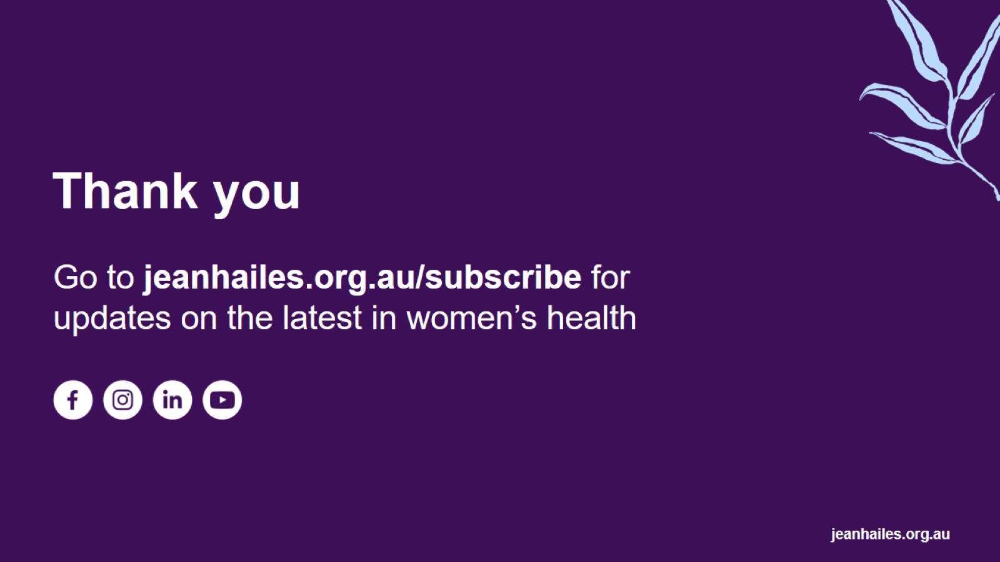 Thank you
Go to jeanhailes.org.au/subscribe for
updates on the latest in women’s health
jeanhailes.org.au